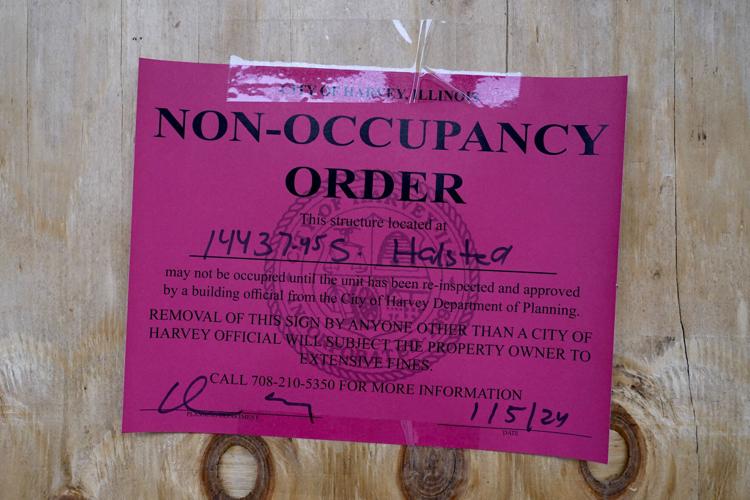 CITY OF HARVEY, ILLINOIS
NON-OCCUPANCY
ORDER
This structure located at
14437-45 S. Halsted
may not be occupied until the unit has been re-inspected and approved
by a building official from the City of Harvey Department of Planning.
REMOVAL OF THIS SIGN BY ANYONE OTHER THAN A CITY OF
HARVEY OFFICIAL WILL SUBJECT THE PROPERTY OWNER TO
EXTENSIVE FINES.
CALL 708-210-5350 FOR MORE INFORMATION
1/5/24
PLANNING DEPARTMENT
DATE